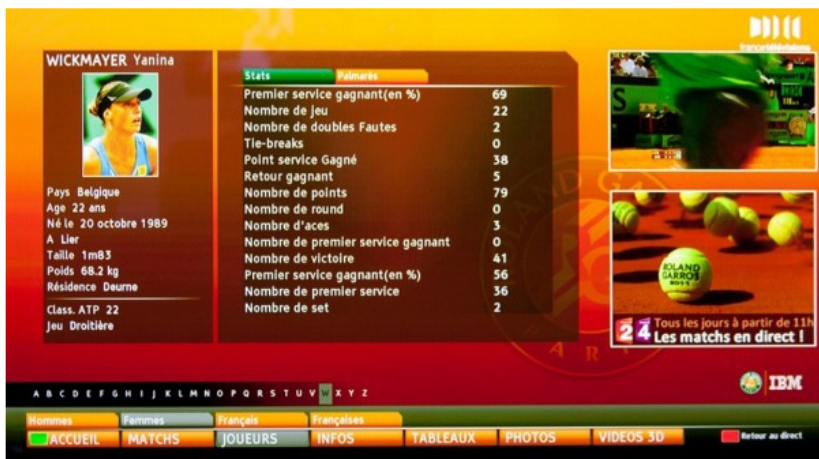 francetélévisions
WICKMAYER Yanina
Pays Belgique
Age 22 ans
Né le 20 octobre 1989
A Lier
Taille 1m83
Poids 68.2 kg
Résidence Deurne
Class. ATP 22
Jeu Droitière
Stats Palmarès
Premier service gagnant(en %) 69
Nombre de jeu 22
Nombre de doubles Fautes 2
Tie-breaks 0
Point service Gagné 38
Retour gagnant 5
Nombre de points 79
Nombre de round 0
Nombre d'aces 3
Nombre de premier service gagnant 0
Nombre de victoire 41
Premier service gagnant(en %) 56
Nombre de premier service 36
Nombre de set 2
ROLAND
GARROS
2 4 Tous les jours à partir de 11h
Les matchs en direct !
IBM
A B C D E F G H I J K L M N O P Q R S T U V W X Y Z
Hommes Femmes Français Françaises
ACCUEIL MATCHS JOUEURS INFOS TABLEAUX PHOTOS VIDEOS 3D Retour au direct